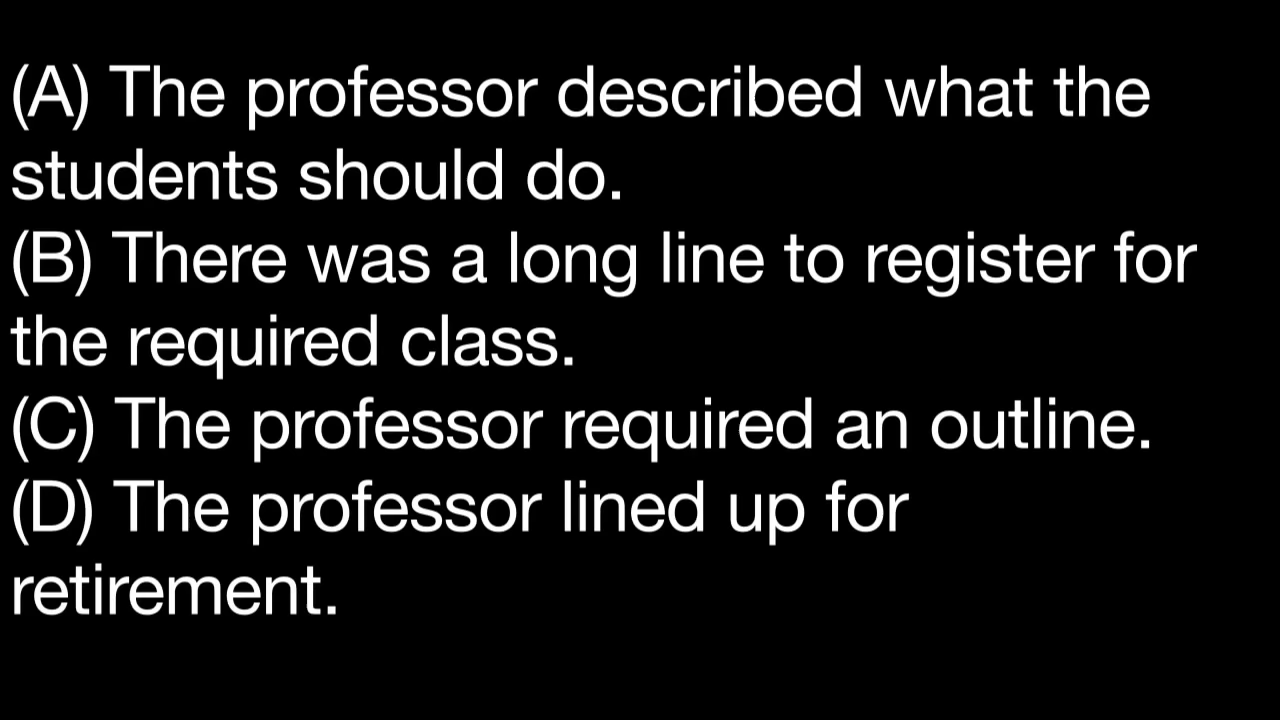 (A) The professor described what the
students should do.
(B) There was a long line to register for
the required class.
(C) The professor required an outline.
(D) The professor lined up for
retirement.